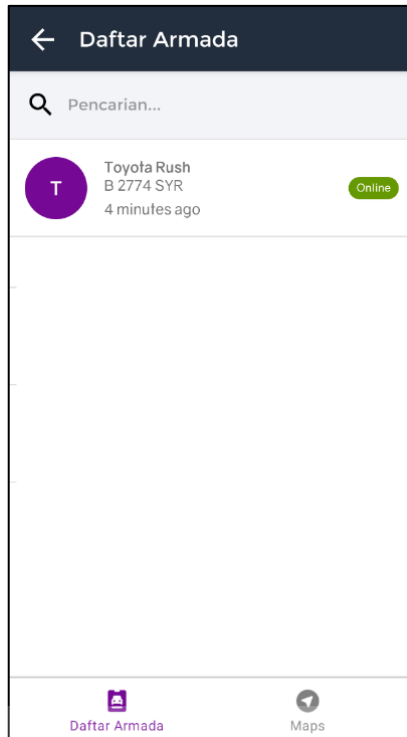 Daftar Armada
Pencarian...
Toyota Rush
T
B 2774 SYR
Online
4 minutes ago
Daftar Armada
Maps